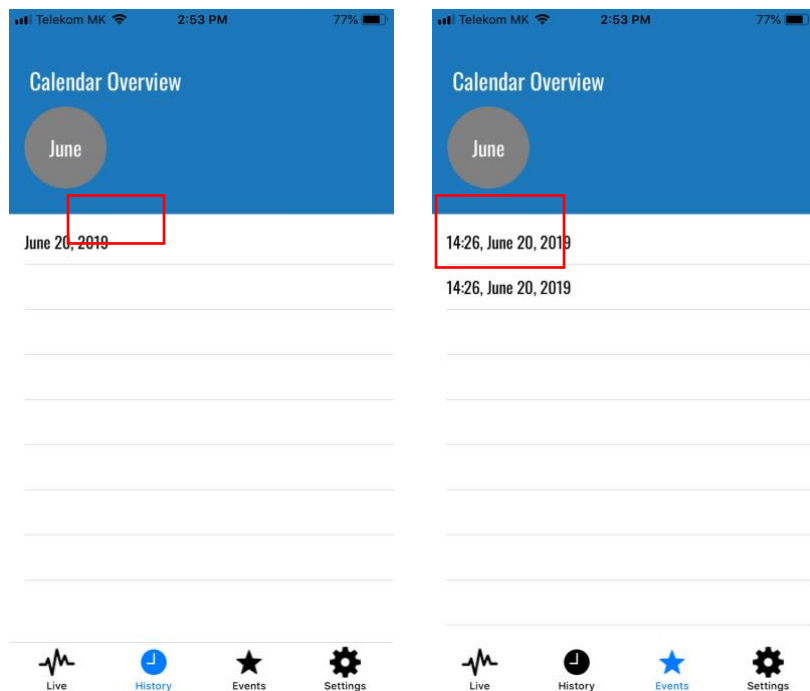 Telekom MK 2:53 PM 77%
Calendar Overview
June
June 20, 2019
Live History Events Settings
Telekom MK 2:53 PM 77%
Calendar Overview
June
14:26, June 20, 2019
14:26, June 20, 2019
Live History Events Settings